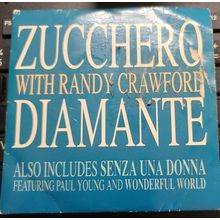 ZUCCHERO
WITH RANDY CRAWFORD
DIAMANTE
ALSO INCLUDES SENZA UNA DONNA
FEATURING PAUL YOUNG AND WONDERFUL WORLD